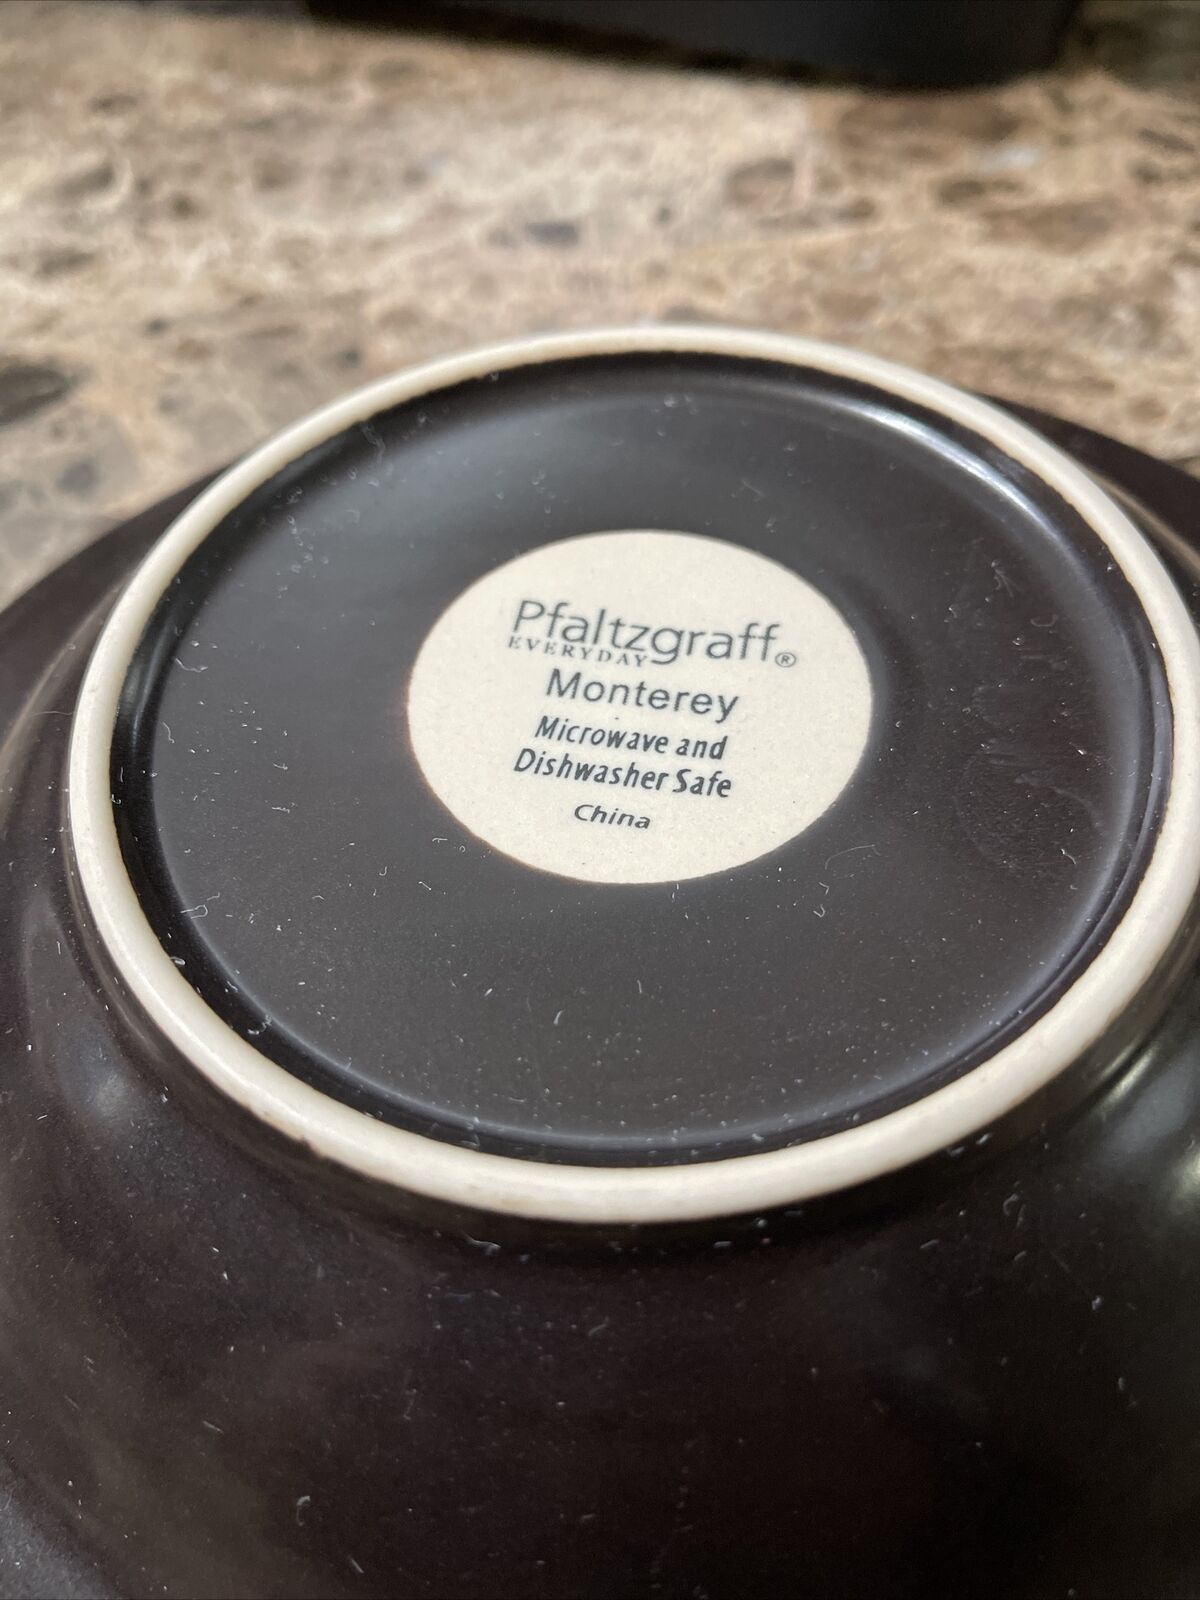 Pfaltzgraff®
EVERYDAY
Monterey
Microwave and
Dishwasher Safe
China